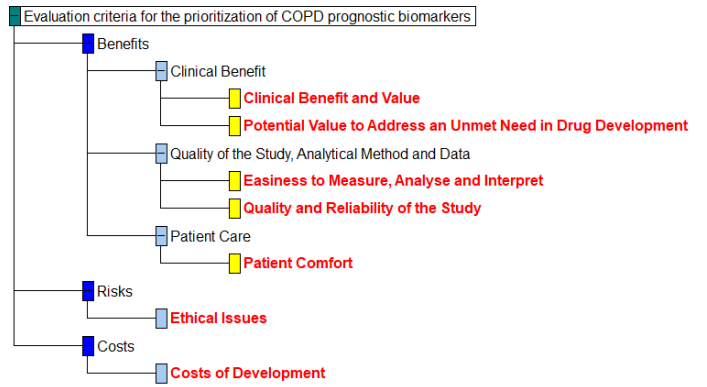 Evaluation criteria for the prioritization of COPD prognostic biomarkers
Benefits
Clinical Benefit
Clinical Benefit and Value
Potential Value to Address an Unmet Need in Drug Development
Quality of the Study, Analytical Method and Data
Easiness to Measure, Analyse and Interpret
Quality and Reliability of the Study
Patient Care
Patient Comfort
Risks
Ethical Issues
Costs
Costs of Development